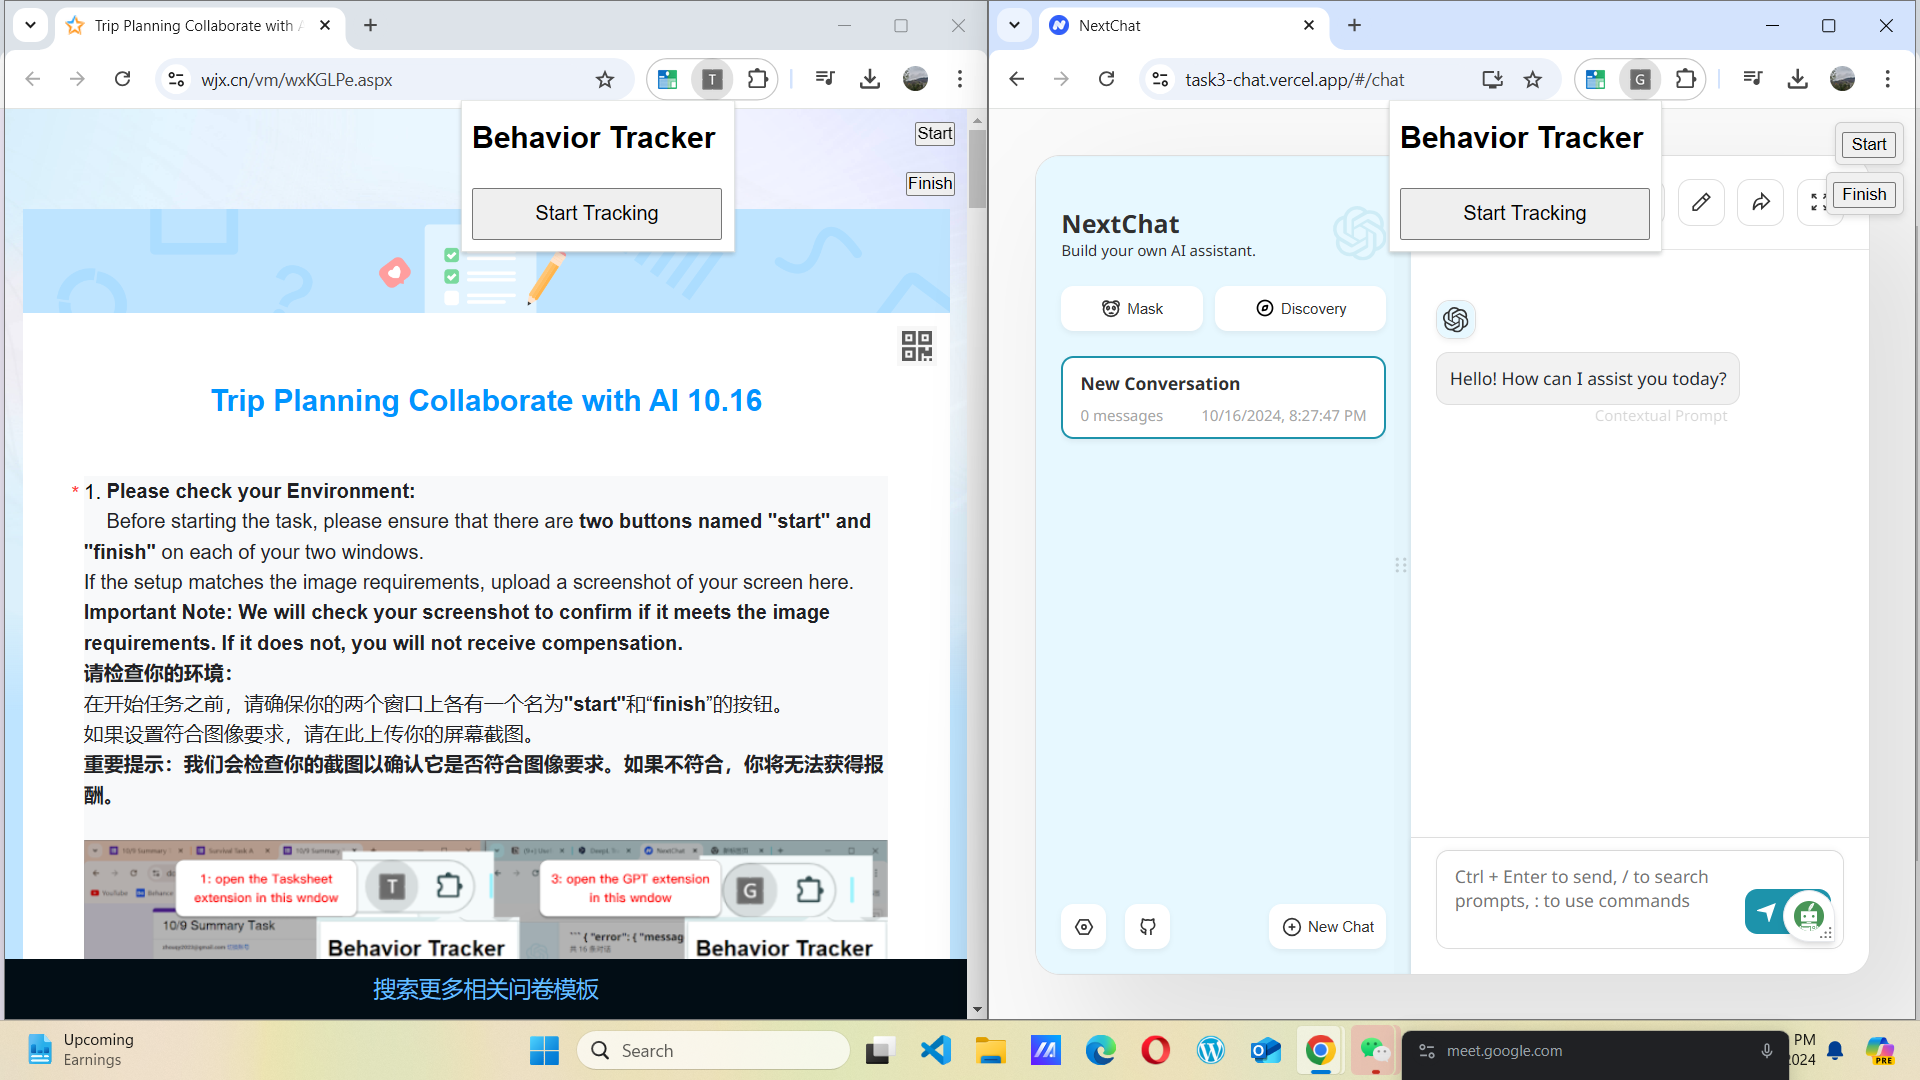 Trip Planning Collaborate with A
wjx.cn/vm/wxKGLPe.aspx
T
Behavior Tracker
Start Tracking
Start
Finish
Trip Planning Collaborate with AI 10.16
* 1. Please check your Environment:
Before starting the task, please ensure that there are two buttons named "start" and
"finish" on each of your two windows.
If the setup matches the image requirements, upload a screenshot of your screen here.
Important Note: We will check your screenshot to confirm if it meets the image
requirements. If it does not, you will not receive compensation.
请检查你的环境：
在开始任务之前，请确保你的两个窗口上各有一个名为"start"和“finish”的按钮。
如果设置符合图像要求，请在此上传你的屏幕截图。
重要提示：我们会检查你的截图以确认它是否符合图像要求。如果不符合，你将无法获得报
酬。
10/9 Summary
Survival Task A
10/9 Summary
NextChat
YouTube
1: open the Tasksheet
extension in this wndow
T
3: open the GPT extension
in this wndow
G
10/9 Summary Task
Behavior Tracker
``` { "error": { "messag
Behavior Tracker
搜索更多相关问卷模板
NextChat
task3-chat.vercel.app/#/chat
G
Behavior Tracker
Start Tracking
Start
Finish
NextChat
Build your own AI assistant.
Mask
Discovery
New Conversation
0 messages
10/16/2024, 8:27:47 PM
New Chat
Hello! How can I assist you today?
Contextual Prompt
Ctrl + Enter to send, / to search
prompts, : to use commands
Upcoming
Earnings
Search
meet.google.com
PM
2024
PRE